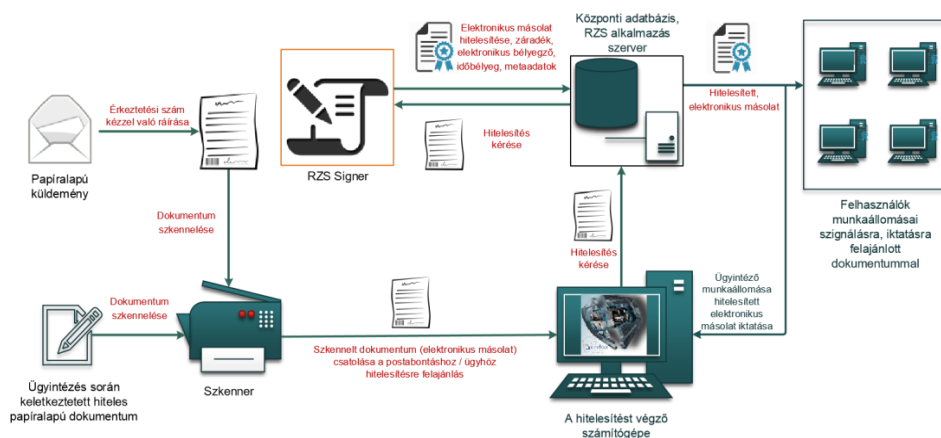 Elektronikus másolat
hitelesítése, záradék,
elektronikus bélyegző,
időbélyeg, metaadatok
Központi adatbázis,
RZS alkalmazás
szerver
Érkeztetési szám
kézzel való ráírása
Hitelesített,
elektronikus másolat
Hitelesítés
kérése
Papíralapú
küldemény
RZS Signer
Felhasználók
munkaállomásai
szignálásra, iktatásra
felajánlott
dokumentummal
Dokumentum
szkennelése
Hitelesítés
kérése
Ügyintéző
munkaállomása
hitelesített
elektronikus
másolat iktatása
Dokumentum
szkennelése
Szkennelt dokumentum (elektronikus másolat)
csatolása a postabontáshoz / ügyhöz
hitelesítésre felajánlás
Ügyintézés során
keletkeztetett hiteles
papíralapú dokumentum
Szkenner
A hitelesítést végző
számítógépe